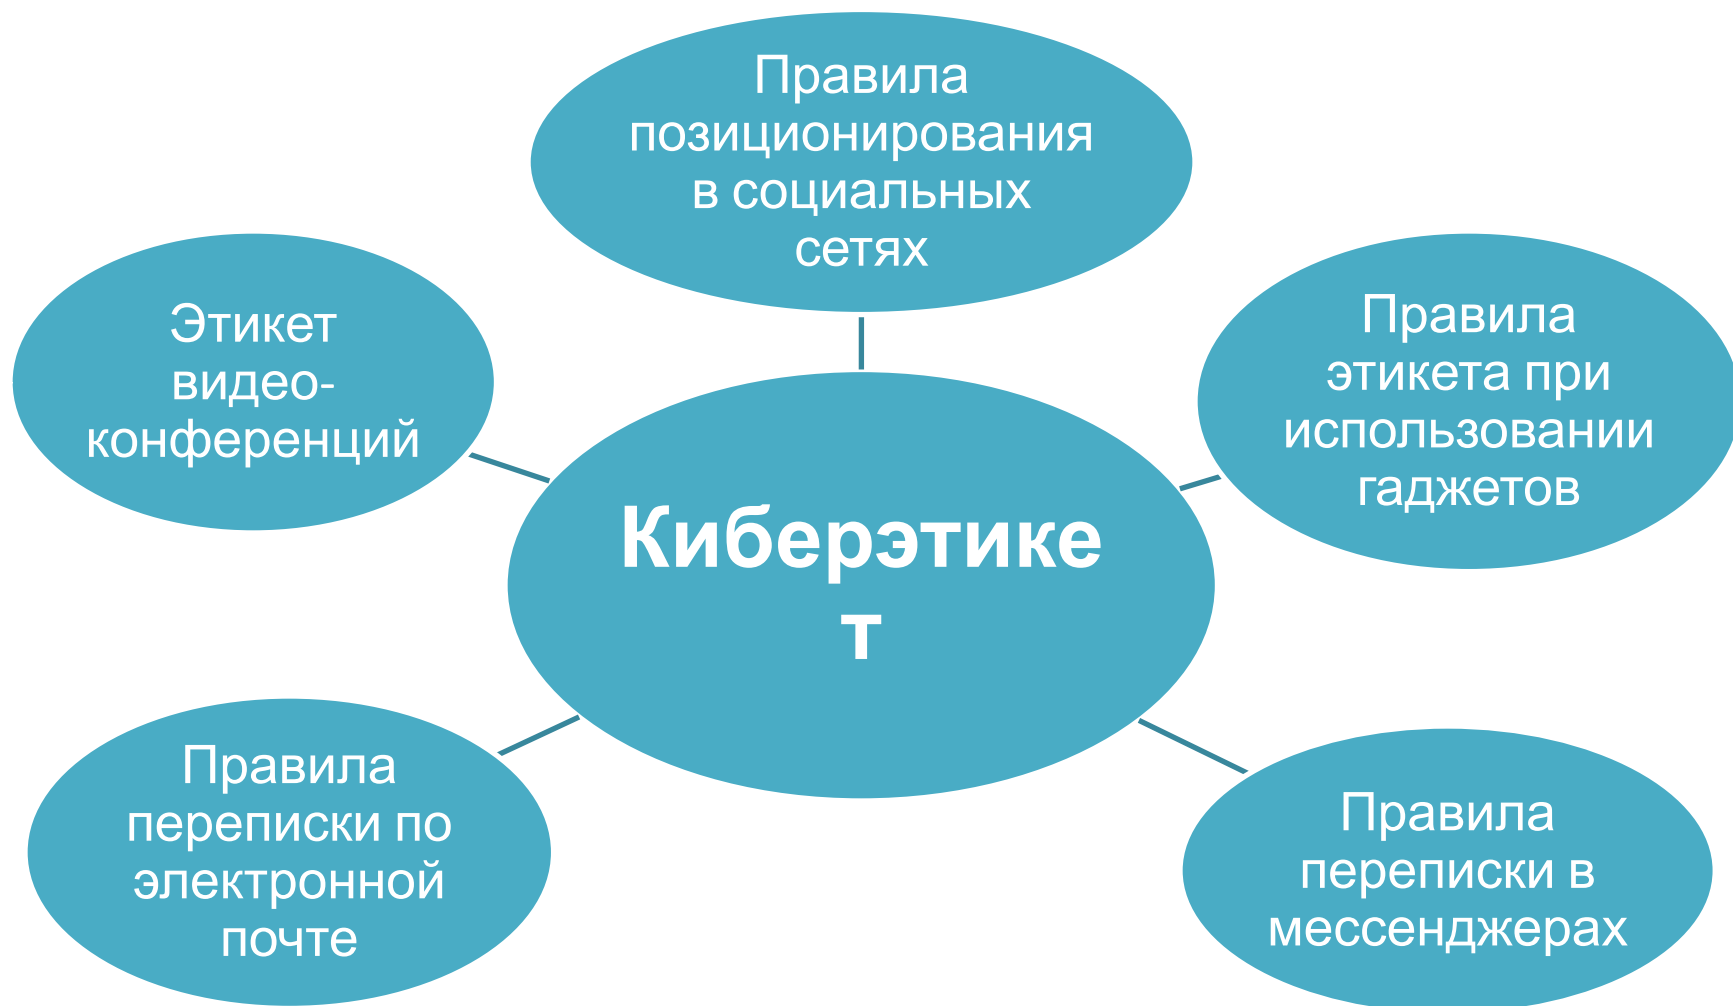 Правила
позиционирования
в социальных
сетях
Этикет
видео-
конференций
Правила
этикета при
использовании
гаджетов
Киберэтике
т
Правила
переписки по
электронной
почте
Правила
переписки в
мессенджерах